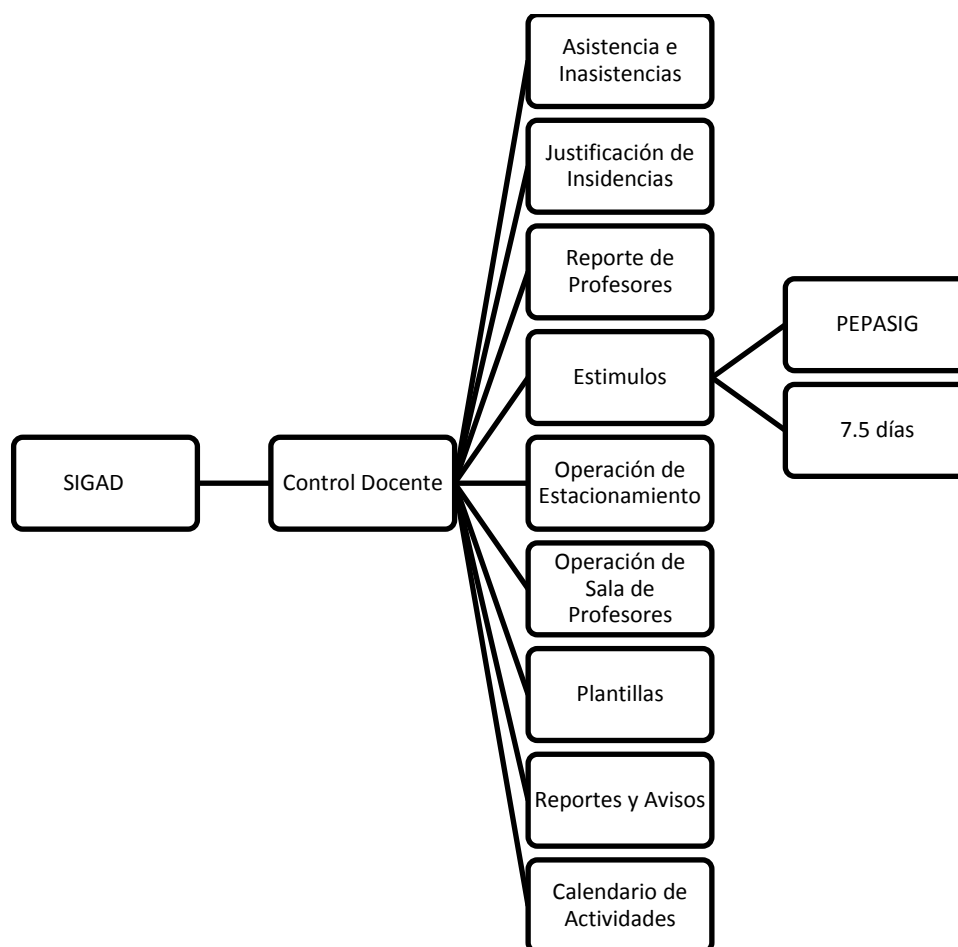 SIGAD
Control Docente
Asistencia e
Inasistencias
Justificación de
Insidencias
Reporte de
Profesores
Estimulos
PEPASIG
7.5 días
Operación de
Estacionamiento
Operación de
Sala de
Profesores
Plantillas
Reportes y Avisos
Calendario de
Actividades